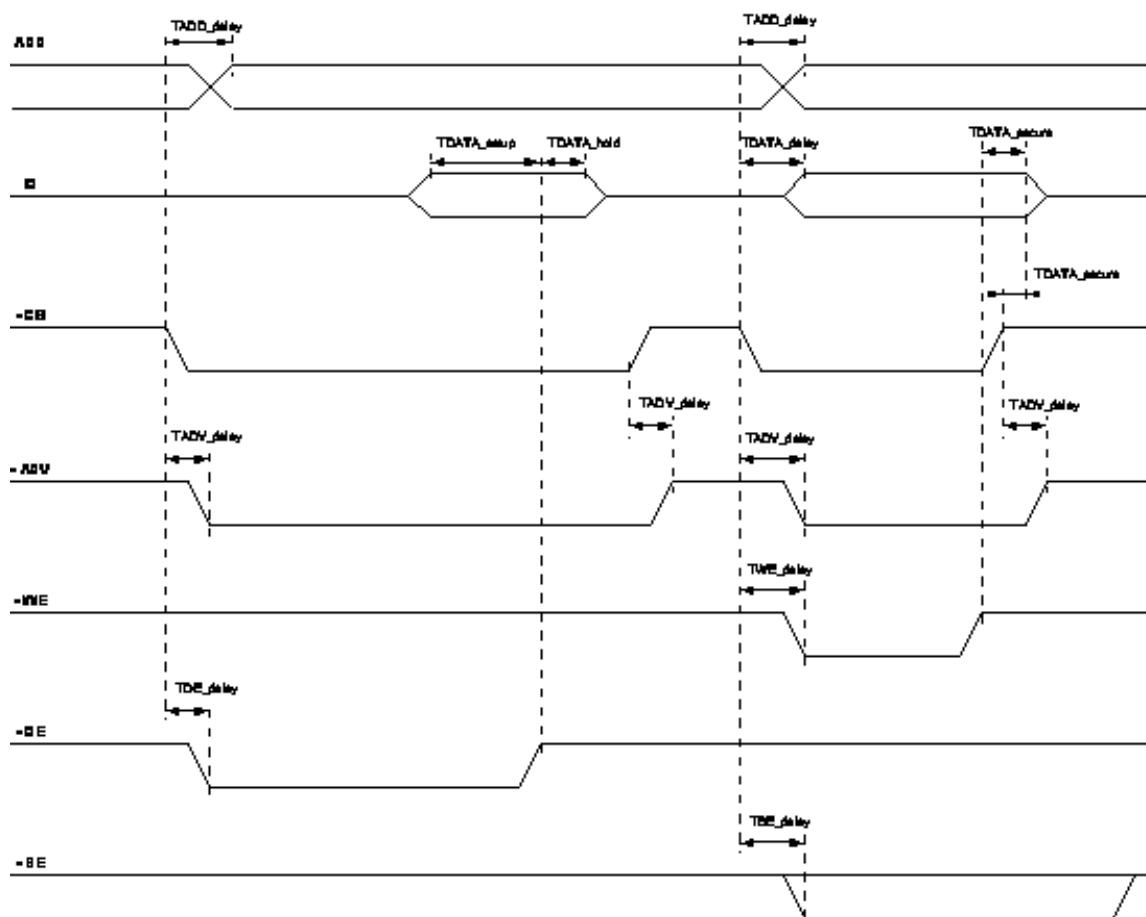 TADD_delay
TADD_delay
ADD
TDATA_setup
TDATA_hold
TDATA_delay
TDATA_secure
D
TDATA_secure
-CS
TADV_delay
TADV_delay
TADV_delay
TADV_delay
-ADV
TWE_delay
-WE
TOE_delay
-OE
TBE_delay
-BE